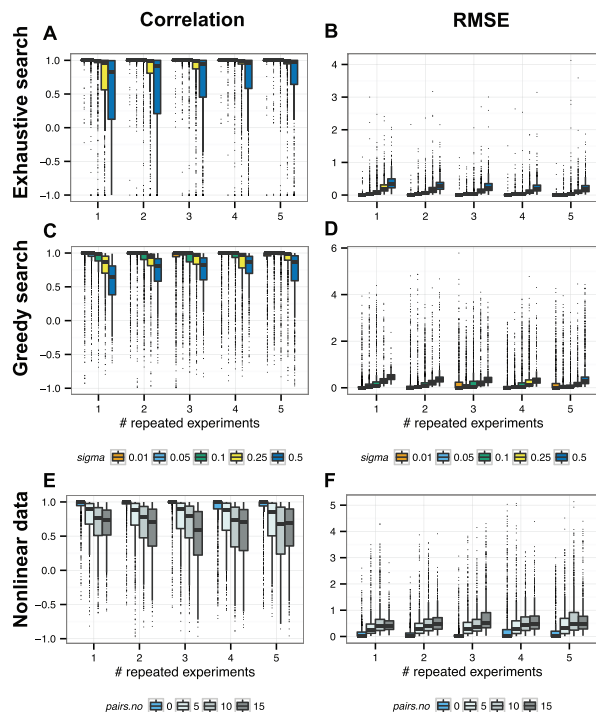 Correlation RMSE
A B
Exhaustive search
1.0
0.5
0.0
−0.5
−1.0
4
3
2
1
0
1 2 3 4 5
1 2 3 4 5
C D
Greedy search
1.0
0.5
0.0
−0.5
−1.0
6
4
2
0
1 2 3 4 5
1 2 3 4 5
# repeated experiments # repeated experiments
sigma 0.01 0.05 0.1 0.25 0.5
sigma 0.01 0.05 0.1 0.25 0.5
E F
Nonlinear data
1.0
0.5
0.0
−0.5
−1.0
5
4
3
2
1
0
1 2 3 4 5
1 2 3 4 5
# repeated experiments # repeated experiments
pairs.no 0 5 10 15
pairs.no 0 5 10 15